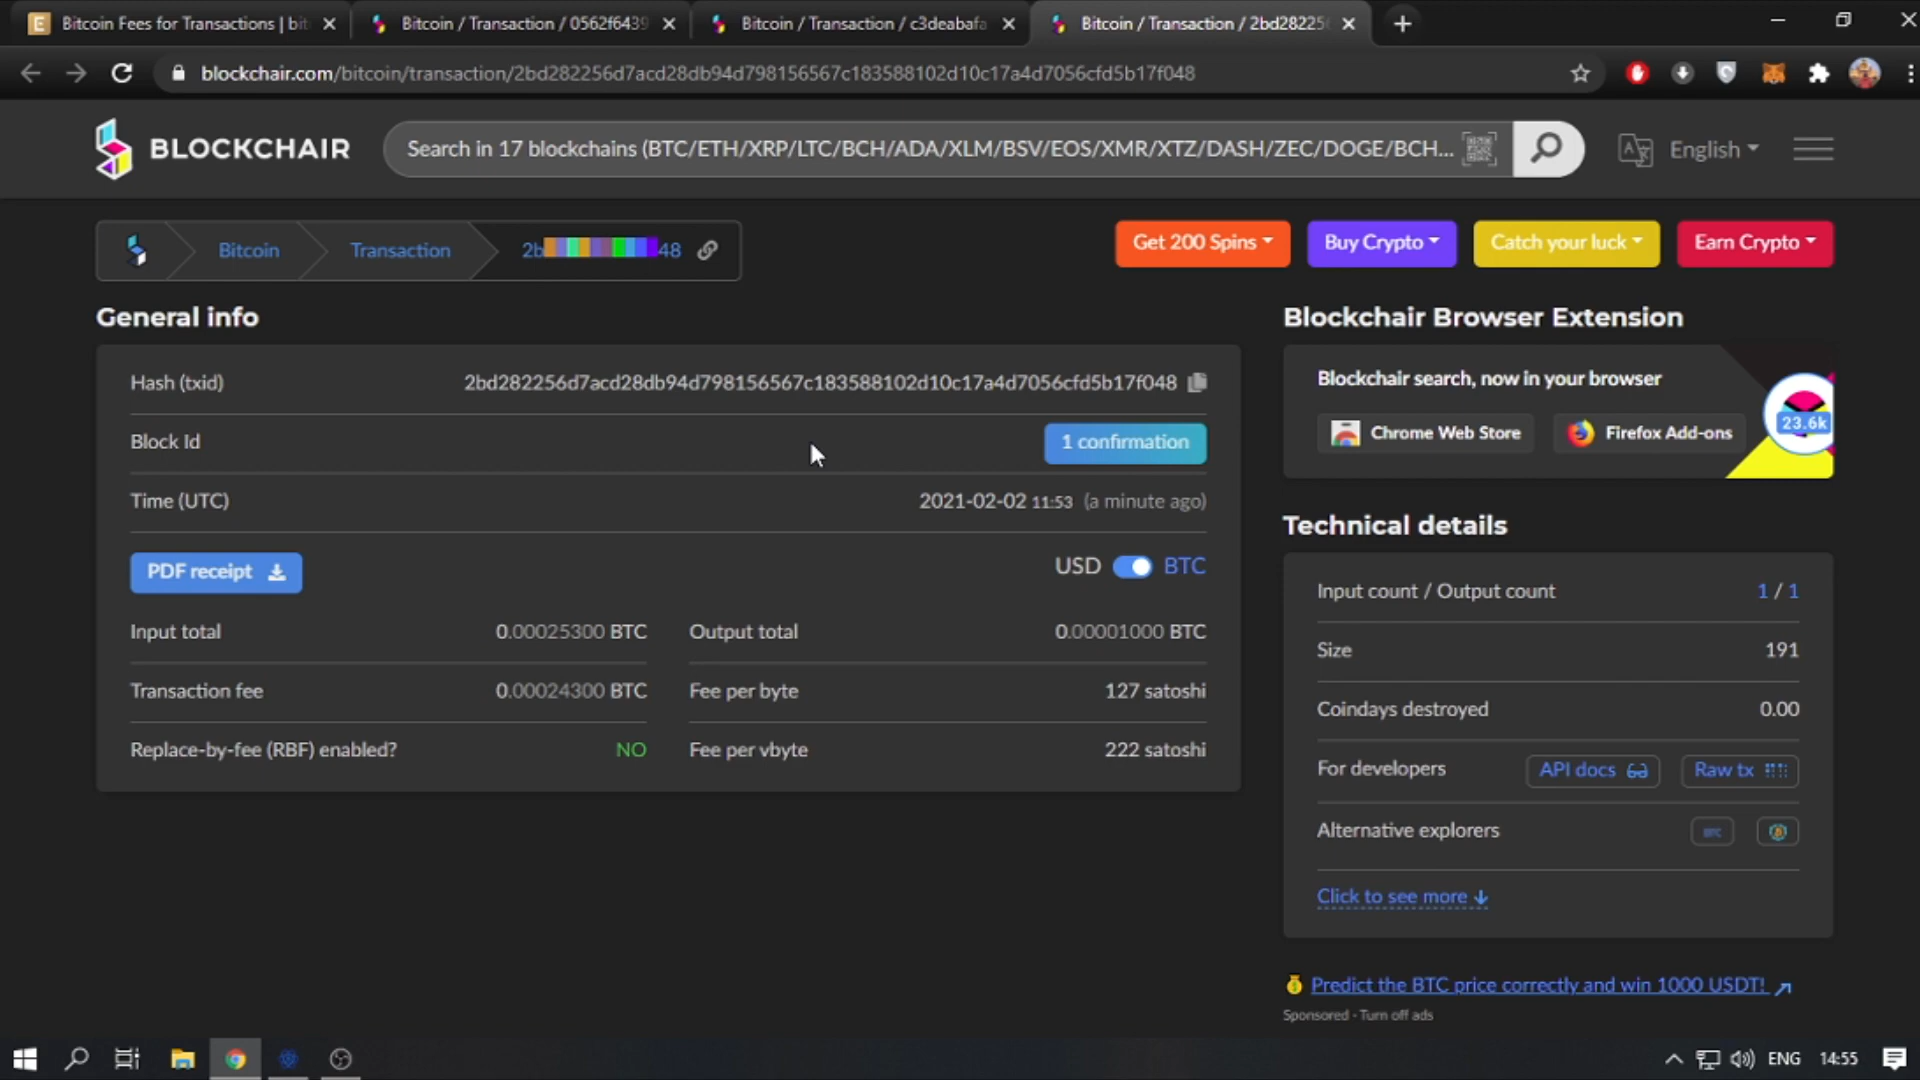 Bitcoin Fees for Transactions | bit
Bitcoin / Transaction / 0562f6439
Bitcoin / Transaction / c3deabafa
Bitcoin / Transaction / 2bd28225
blockchair.com/bitcoin/transaction/2bd282256d7acd28db94d798156567c183588102d10c17a4d7056cfd5b17f048
BLOCKCHAIR
Search in 17 blockchains (BTC/ETH/XRP/LTC/BCH/ADA/XLM/BSV/EOS/XMR/XTZ/DASH/ZEC/DOGE/BCH...
English
Bitcoin
Transaction
2b
48
Get 200 Spins
Buy Crypto
Catch your luck
Earn Crypto
General info
Hash (txid)
2bd282256d7acd28db94d798156567c183588102d10c17a4d7056cfd5b17f048
Block Id
1 confirmation
Time (UTC)
2021-02-02 11:53 (a minute ago)
PDF receipt
USD
BTC
Input total
0.00025300 BTC
Output total
0.00001000 BTC
Transaction fee
0.00024300 BTC
Fee per byte
127 satoshi
Replace-by-fee (RBF) enabled?
NO
Fee per vbyte
222 satoshi
Blockchair Browser Extension
Blockchair search, now in your browser
Chrome Web Store
Firefox Add-ons
23.6k
Technical details
Input count / Output count
1 / 1
Size
191
Coindays destroyed
0.00
For developers
API docs
Raw tx
Alternative explorers
Click to see more
Predict the BTC price correctly and win 1000 USDT!
Sponsored - Turn off ads
ENG
14:55